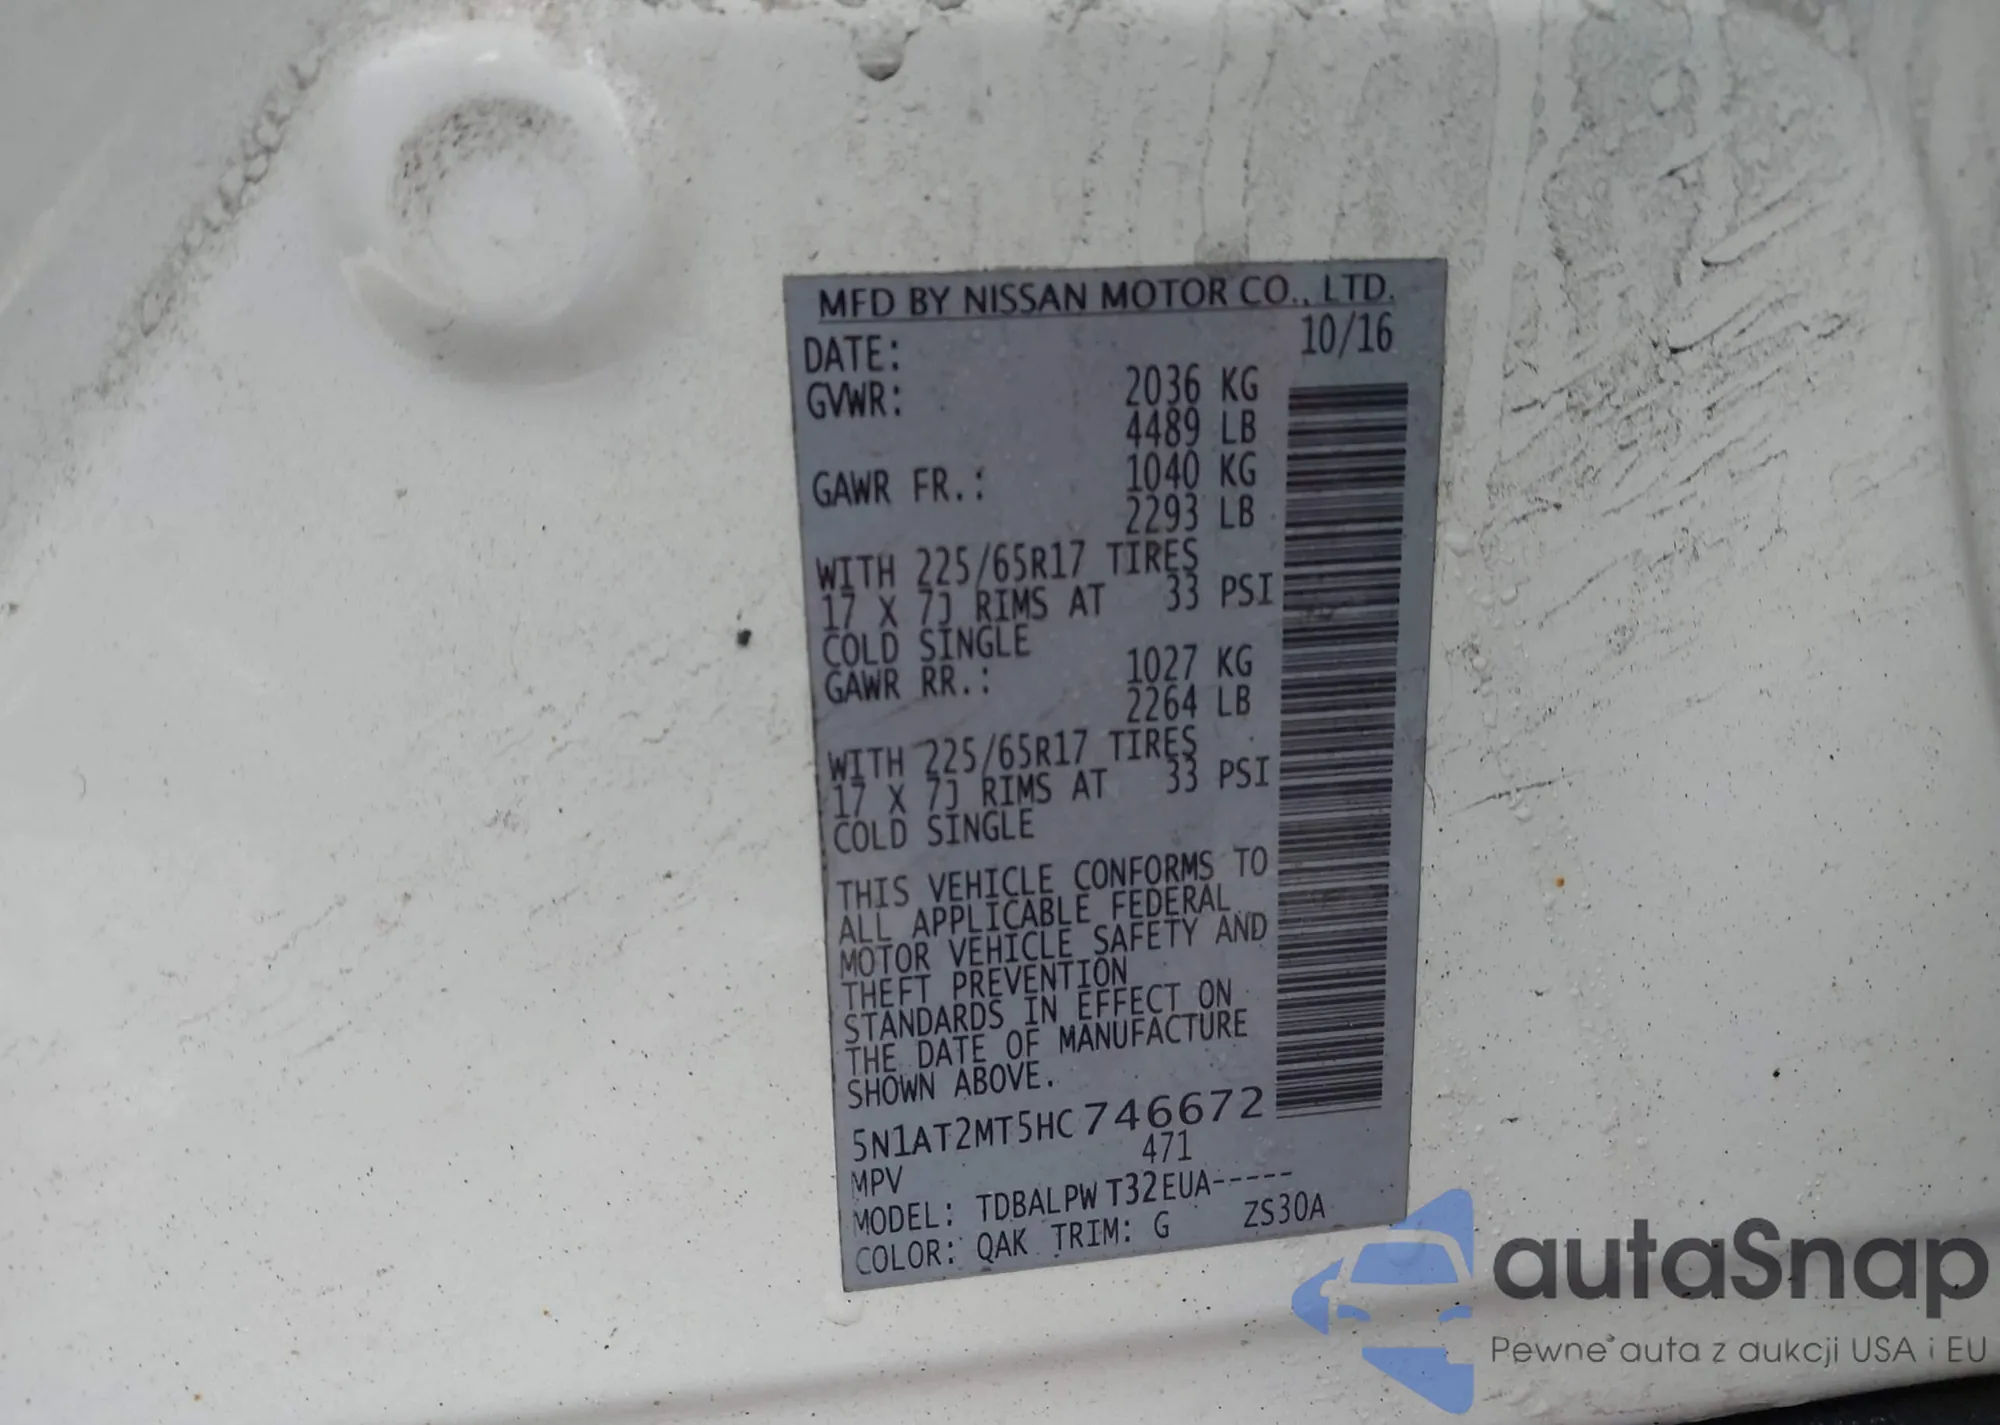 MFD BY NISSAN MOTOR CO., LTD.
DATE: 10/16
GVWR: 2036 KG
4489 LB
GAWR FR.: 1040 KG
2293 LB
WITH 225/65R17 TIRES
17 X 7J RIMS AT 33 PSI
COLD SINGLE
GAWR RR.: 1027 KG
2264 LB
WITH 225/65R17 TIRES
17 X 7J RIMS AT 33 PSI
COLD SINGLE
THIS VEHICLE CONFORMS TO
ALL APPLICABLE FEDERAL
MOTOR VEHICLE SAFETY AND
THEFT PREVENTION
STANDARDS IN EFFECT ON
THE DATE OF MANUFACTURE
SHOWN ABOVE.
5N1AT2MT5HC746672
MPV 471
MODEL: TDBALPWT32EUA-----
COLOR: QAK TRIM: G ZS30A
autaSnap
Pewne auta z aukcji USA i EU